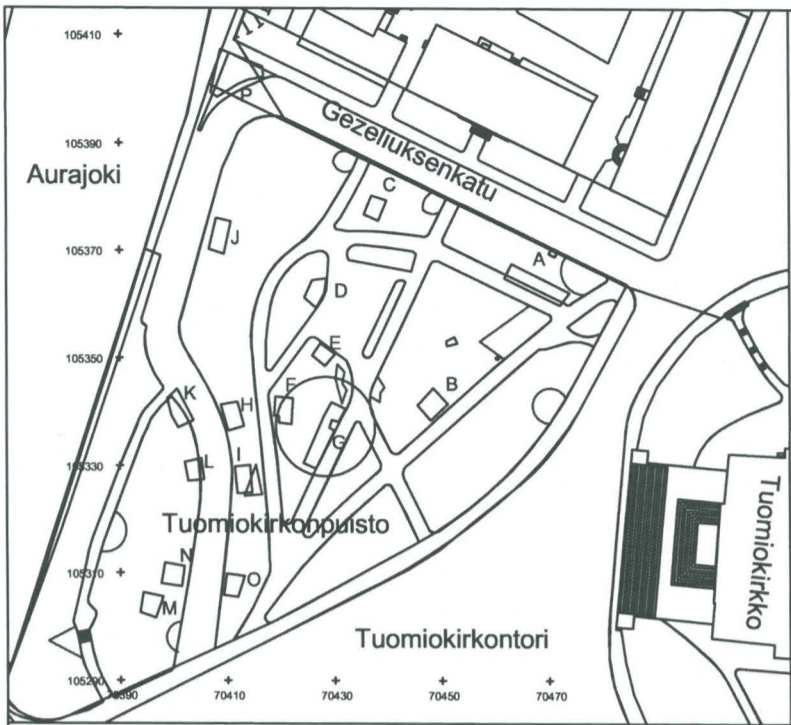 105410
P
Gezeliuksenkatu
105390
Aurajoki
C
J
105370
A
D
105350
E
K
F
B
H
G
105330
L
I
Tuomiokirkonpuisto
Tuomiokirkko
N
105310
O
M
Tuomiokirkontori
105290
70390
70410
70430
70450
70470